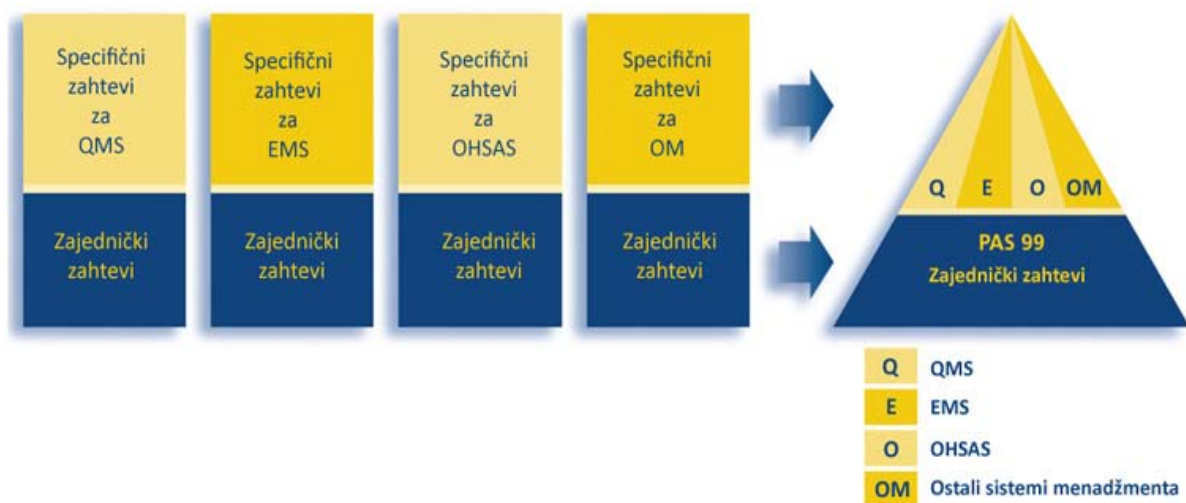 Specifični
zahtevi
za
QMS
Specifični
zahtevi
za
EMS
Specifični
zahtevi
za
OHSAS
Specifični
zahtevi
za
OM
Zajednički
zahtevi
Zajednički
zahtevi
Zajednički
zahtevi
Zajednički
zahtevi
Q E O OM
PAS 99
Zajednički zahtevi
Q QMS
E EMS
O OHSAS
OM Ostali sistemi menadžmenta